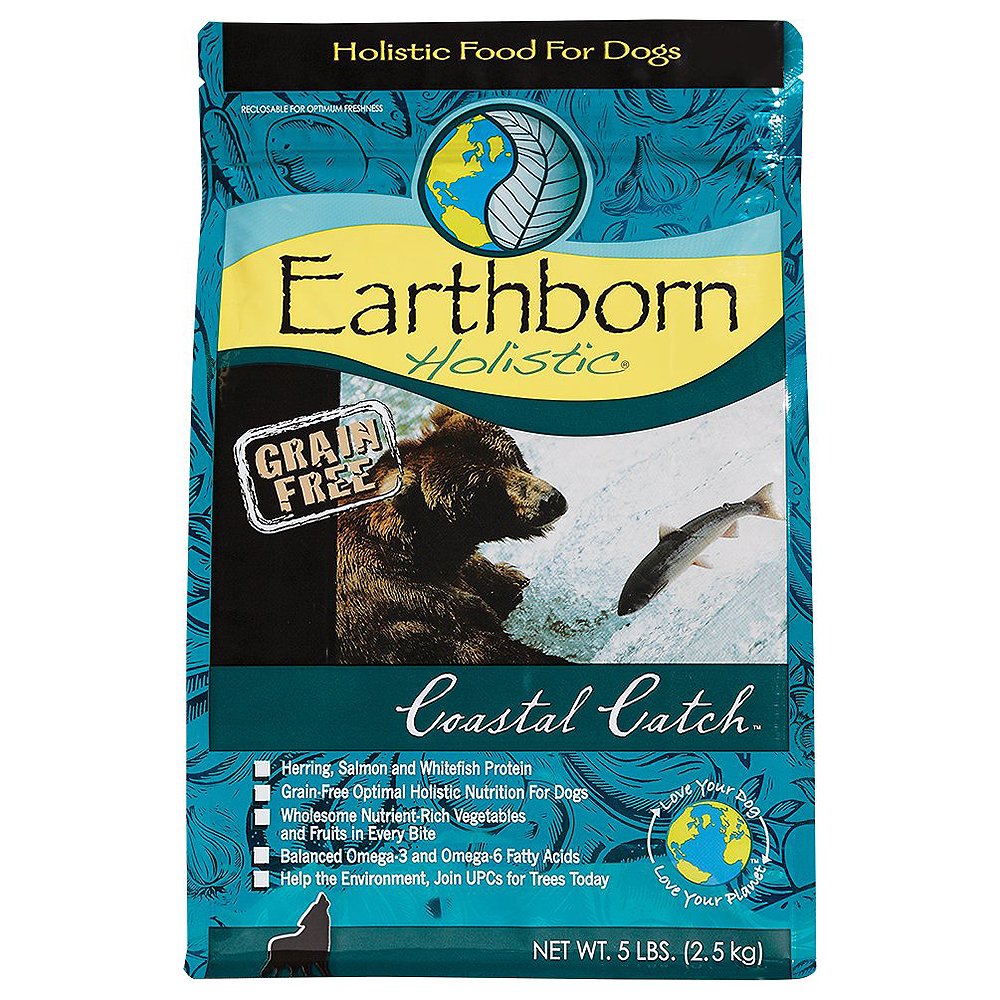 Holistic Food For Dogs
RECLOSABLE FOR OPTIMUM FRESHNESS
Earthborn
Holistic®
GRAIN
FREE
Coastal Catch™
Herring, Salmon and Whitefish Protein
Grain-Free Optimal Holistic Nutrition For Dogs
Wholesome Nutrient-Rich Vegetables
and Fruits in Every Bite
Balanced Omega-3 and Omega-6 Fatty Acids
Help the Environment, Join UPCs for Trees Today
Love Your Dog
Love Your Planet™
NET WT. 5 LBS. (2.5 kg)